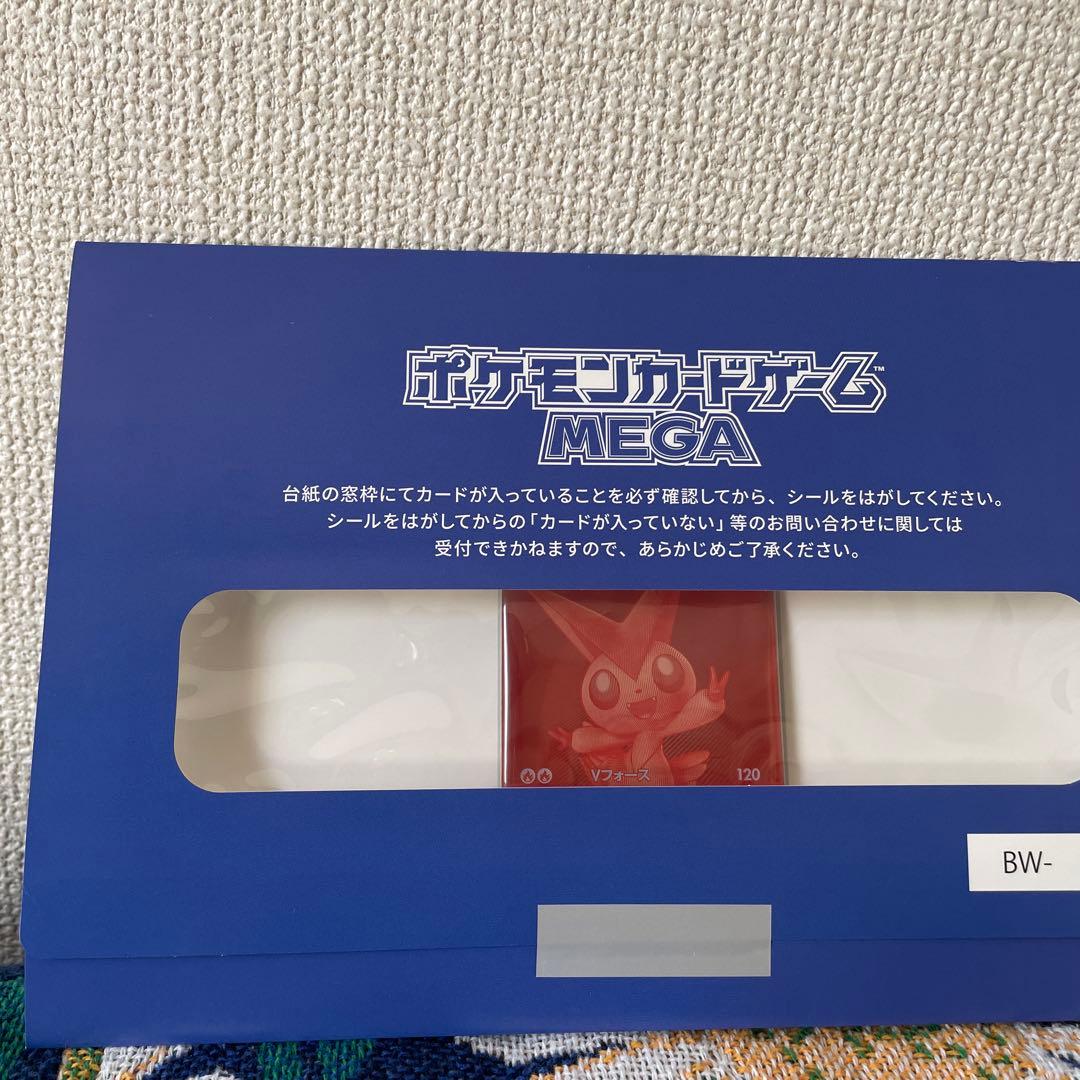 ポケモンカードゲーム™
MEGA
台紙の窓枠にてカードが入っていることを必ず確認してから、シールをはがしてください。
シールをはがしてからの「カードが入っていない」等のお問い合わせに関しては
受付できかねますので、あらかじめご了承ください。
Vフォース 120
BW-